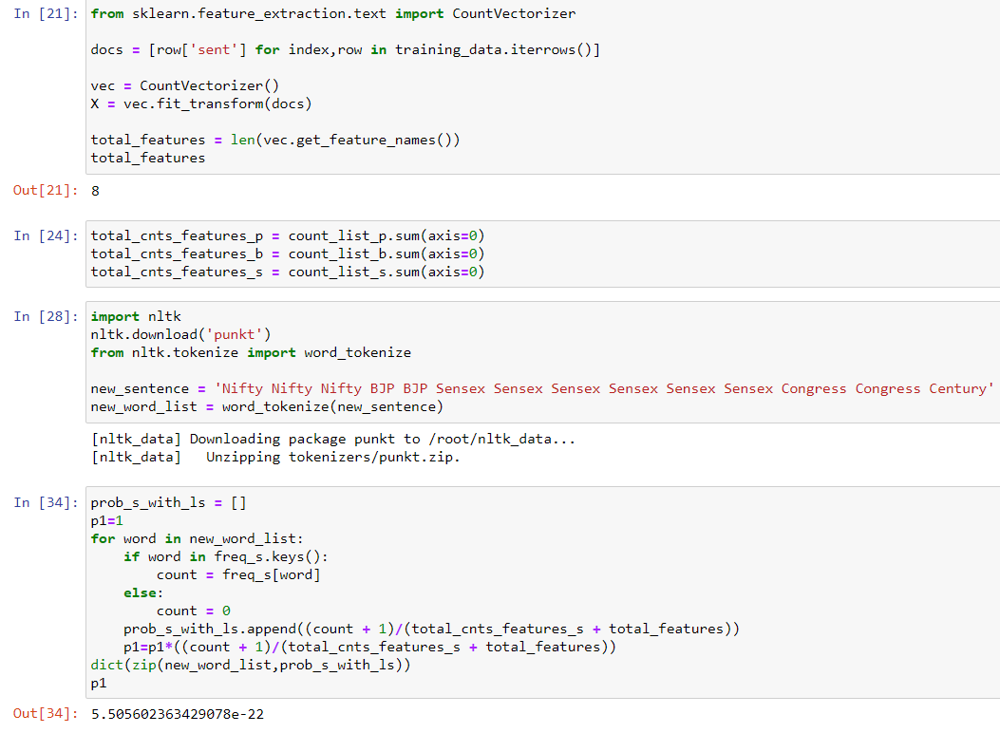 In [21]: from sklearn.feature_extraction.text import CountVectorizer
docs = [row['sent'] for index,row in training_data.iterrows()]
vec = CountVectorizer()
X = vec.fit_transform(docs)
total_features = len(vec.get_feature_names())
total_features
Out[21]: 8
In [24]: total_cnts_features_p = count_list_p.sum(axis=0)
total_cnts_features_b = count_list_b.sum(axis=0)
total_cnts_features_s = count_list_s.sum(axis=0)
In [28]: import nltk
nltk.download('punkt')
from nltk.tokenize import word_tokenize
new_sentence = 'Nifty Nifty Nifty BJP BJP Sensex Sensex Sensex Sensex Sensex Sensex Congress Congress Century'
new_word_list = word_tokenize(new_sentence)
[nltk_data] Downloading package punkt to /root/nltk_data...
[nltk_data]   Unzipping tokenizers/punkt.zip.
In [34]: prob_s_with_ls = []
p1=1
for word in new_word_list:
    if word in freq_s.keys():
        count = freq_s[word]
    else:
        count = 0
    prob_s_with_ls.append((count + 1)/(total_cnts_features_s + total_features))
    p1=p1*((count + 1)/(total_cnts_features_s + total_features))
dict(zip(new_word_list,prob_s_with_ls))
p1
Out[34]: 5.505602363429078e-22